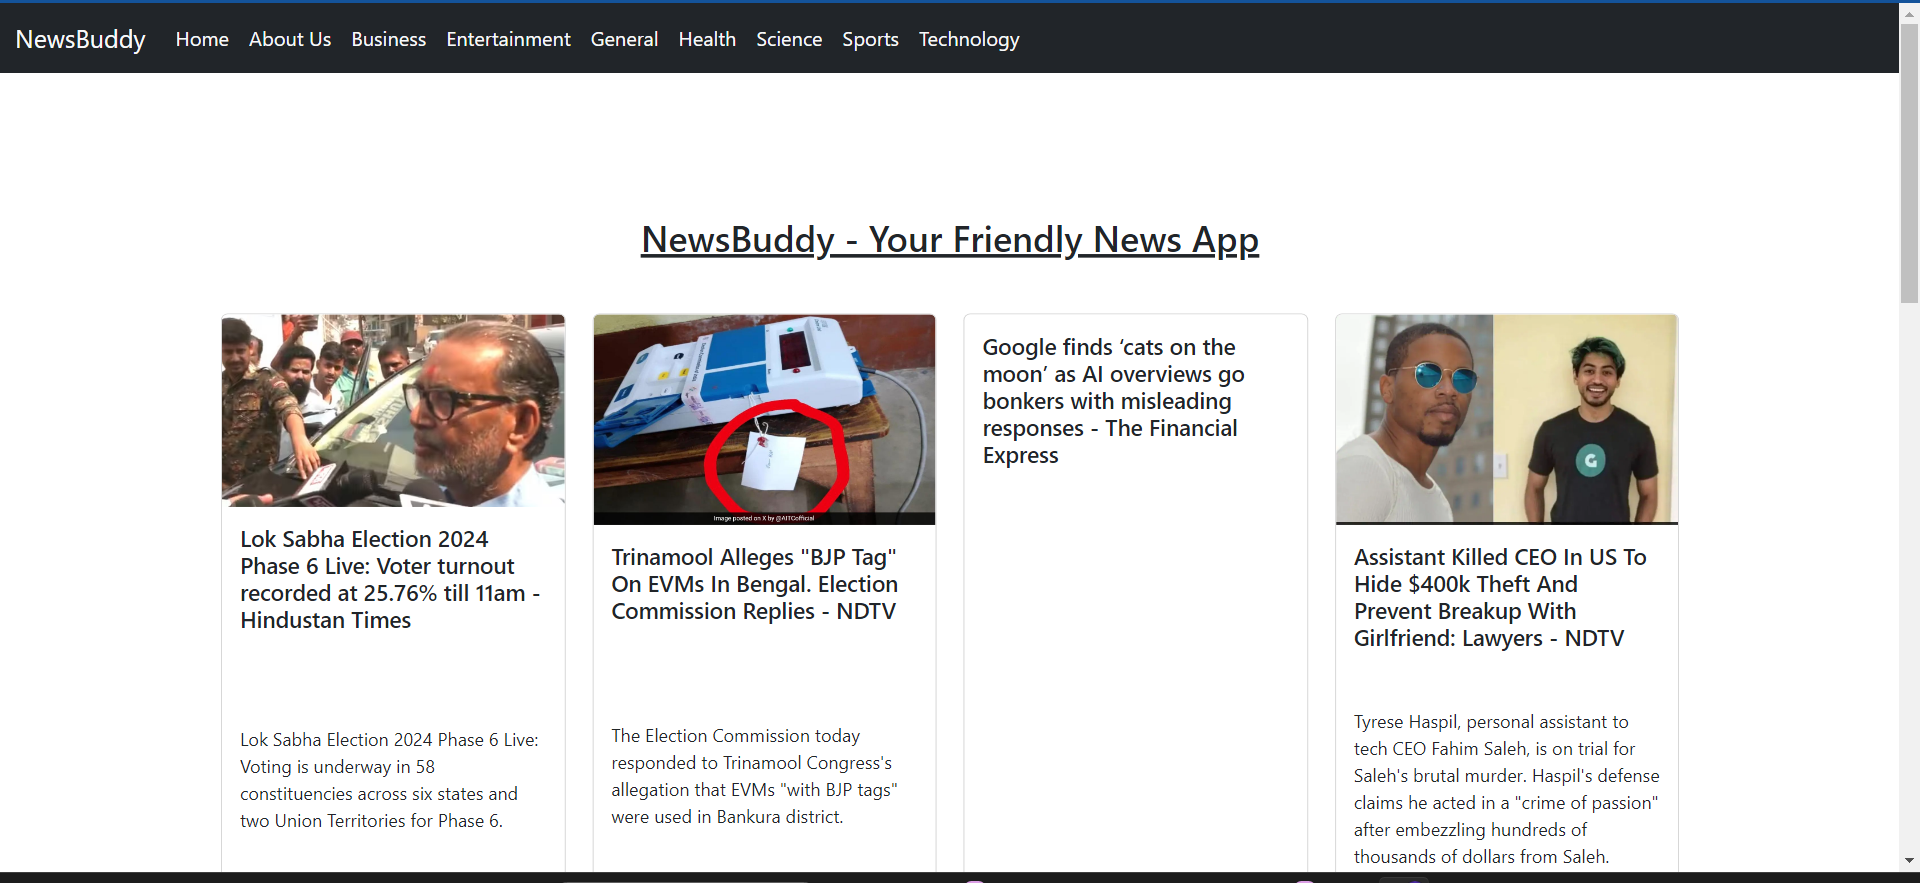 NewsBuddy Home About Us Business Entertainment General Health Science Sports Technology
NewsBuddy - Your Friendly News App
Lok Sabha Election 2024
Phase 6 Live: Voter turnout
recorded at 25.76% till 11am -
Hindustan Times
Lok Sabha Election 2024 Phase 6 Live:
Voting is underway in 58
constituencies across six states and
two Union Territories for Phase 6.
Image posted on X by @AITCofficial
Trinamool Alleges "BJP Tag"
On EVMs In Bengal. Election
Commission Replies - NDTV
The Election Commission today
responded to Trinamool Congress's
allegation that EVMs "with BJP tags"
were used in Bankura district.
Google finds ‘cats on the
moon’ as AI overviews go
bonkers with misleading
responses - The Financial
Express
G
Assistant Killed CEO In US To
Hide $400k Theft And
Prevent Breakup With
Girlfriend: Lawyers - NDTV
Tyrese Haspil, personal assistant to
tech CEO Fahim Saleh, is on trial for
Saleh's brutal murder. Haspil's defense
claims he acted in a "crime of passion"
after embezzling hundreds of
thousands of dollars from Saleh.